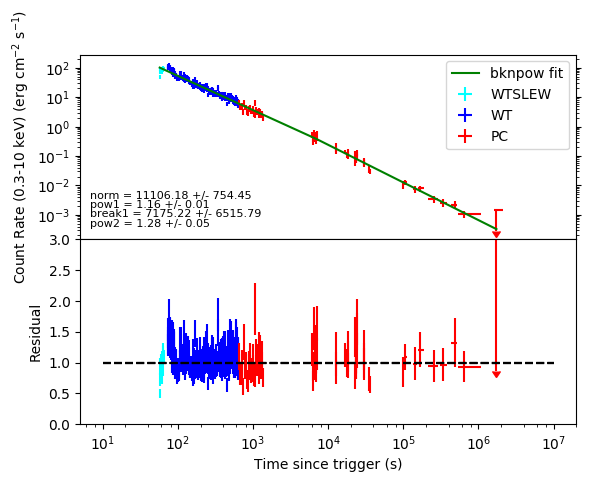 Count Rate (0.3-10 keV) (erg cm⁻² s⁻¹)
10²
10¹
10⁰
10⁻¹
10⁻²
10⁻³
bknpow fit
WTSLEW
WT
PC
norm = 11106.18 +/- 754.45
pow1 = 1.16 +/- 0.01
break1 = 7175.22 +/- 6515.79
pow2 = 1.28 +/- 0.05
Residual
3.0
2.5
2.0
1.5
1.0
0.5
0.0
10¹ 10² 10³ 10⁴ 10⁵ 10⁶ 10⁷
Time since trigger (s)